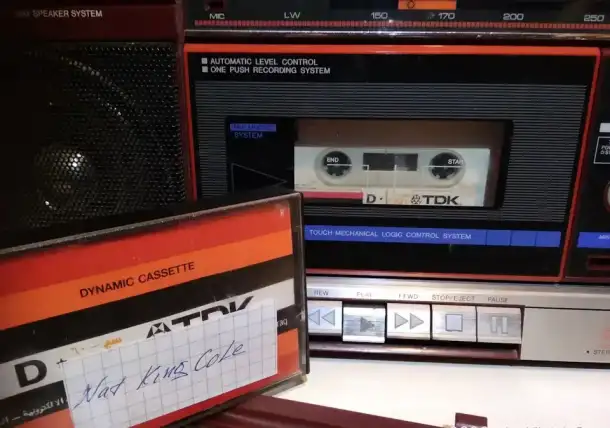 SPEAKER SYSTEM
MIC LW 150 170 200 250
■ AUTOMATIC LEVEL CONTROL
■ ONE PUSH RECORDING SYSTEM
SYSTEM
END START
D• TDK
TOUCH-MECHANICAL LOGIC CONTROL SYSTEM
REW PLAY F.FWD STOP/EJECT PAUSE
DYNAMIC CASSETTE
TDK
D
Nat. King Cole